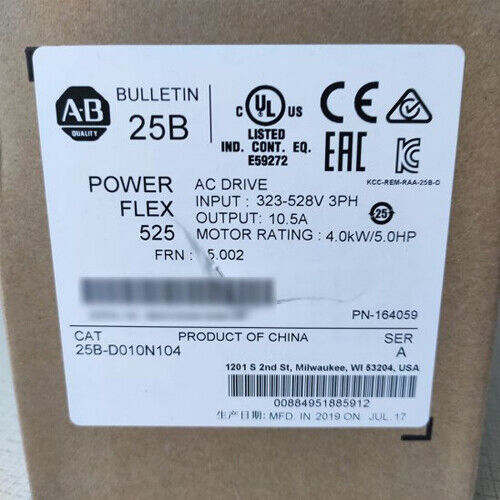 A-B
QUALITY
BULLETIN
25B
C UL US
LISTED
IND. CONT. EQ.
E59272
CE
EAC
KCC-REM-RAA-25B-D
POWER
FLEX
525
AC DRIVE
INPUT : 323-528V 3PH
OUTPUT: 10.5A
MOTOR RATING : 4.0kW/5.0HP
25
FRN : 5.002
PN-164059
CAT
25B-D010N104
PRODUCT OF CHINA
SER
A
1201 S 2nd St, Milwaukee, WI 53204, USA
00884951885912
生产日期: MFD. IN 2019 ON JUL. 17